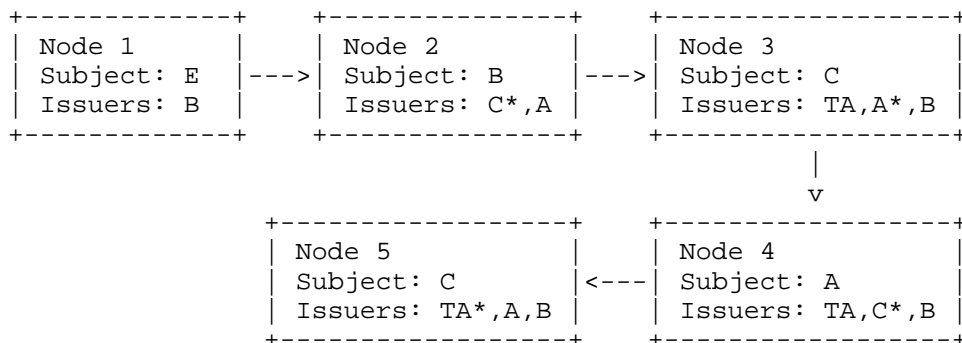 +-------------+    +---------------+    +------------------+
| Node 1      |    | Node 2        |    | Node 3           |
| Subject: E  |--->| Subject: B    |--->| Subject: C       |
| Issuers: B  |    | Issuers: C*,A |    | Issuers: TA,A*,B |
+-------------+    +---------------+    +------------------+
                                                 |
                                                 v
                +------------------+    +------------------+
                | Node 5           |    | Node 4           |
                | Subject: C       |<---| Subject: A       |
                | Issuers: TA*,A,B |    | Issuers: TA,C*,B |
                +------------------+    +------------------+